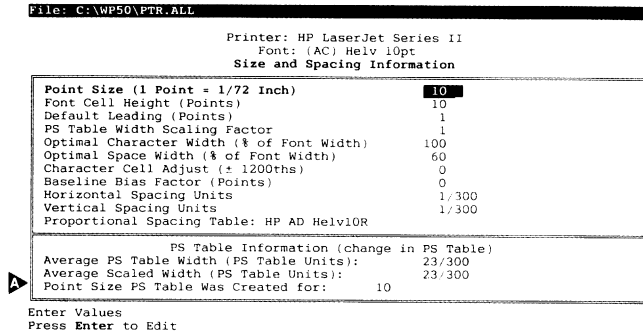 File: C:\WP50\PTR.ALL
Printer: HP LaserJet Series II
Font: (AC) Helv 10pt
Size and Spacing Information
Point Size (1 Point = 1/72 Inch) 10
Font Cell Height (Points) 10
Default Leading (Points) 1
PS Table Width Scaling Factor 1
Optimal Character Width (% of Font Width) 100
Optimal Space Width (% of Font Width) 60
Character Cell Adjust (± 1200ths) 0
Baseline Bias Factor (Points) 0
Horizontal Spacing Units 1/300
Vertical Spacing Units 1/300
Proportional Spacing Table: HP AD Helv10R
PS Table Information (change in PS Table)
Average PS Table Width (PS Table Units): 23/300
Average Scaled Width (PS Table Units): 23/300
A Point Size PS Table Was Created for: 10
Enter Values
Press Enter to Edit